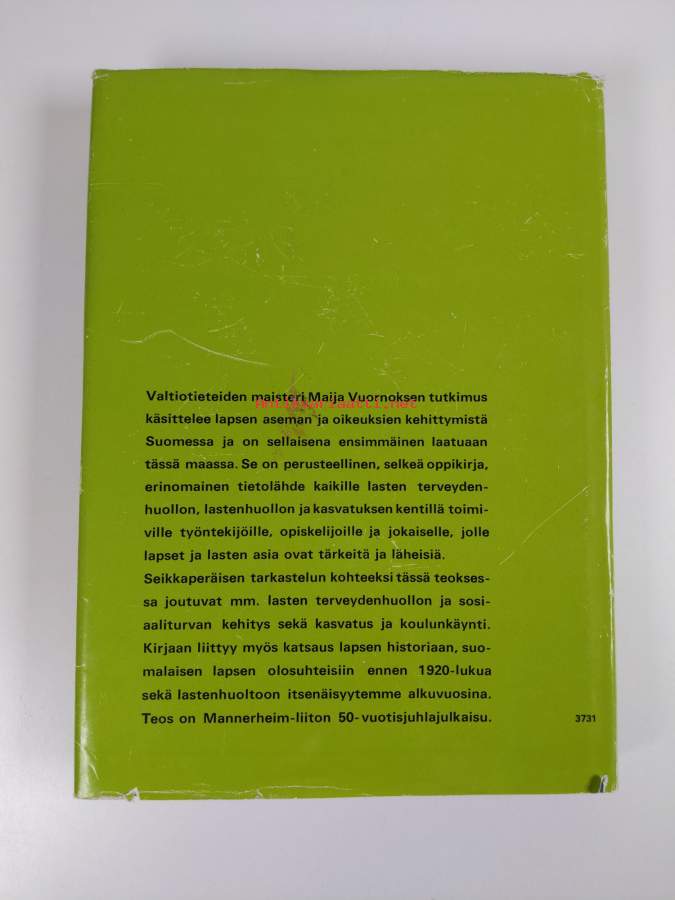 Valtiotieteiden maisteri Maija Vuornoksen tutkimus
Antikvariaatti.net
käsittelee lapsen aseman ja oikeuksien kehittymistä
Suomessa ja on sellaisena ensimmäinen laatuaan
tässä maassa. Se on perusteellinen, selkeä oppikirja,
erinomainen tietolähde kaikille lasten terveyden-
huollon, lastenhuollon ja kasvatuksen kentillä toimi-
ville työntekijöille, opiskelijoille ja jokaiselle, jolle
lapset ja lasten asia ovat tärkeitä ja läheisiä.
Seikkaperäisen tarkastelun kohteeksi tässä teokses-
sa joutuvat mm. lasten terveydenhuollon ja sosi-
aaliturvan kehitys sekä kasvatus ja koulunkäynti.
Kirjaan liittyy myös katsaus lapsen historiaan, suo-
malaisen lapsen olosuhteisiin ennen 1920-lukua
sekä lastenhuoltoon itsenäisyytemme alkuvuosina.
Teos on Mannerheim-liiton 50-vuotisjuhlajulkaisu.
3731